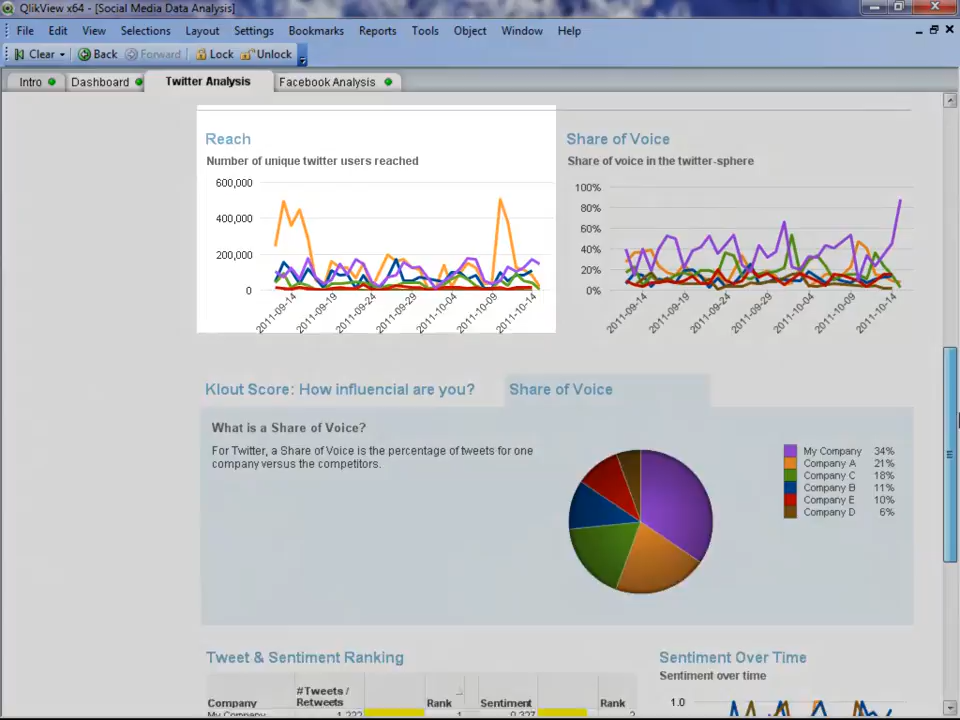 QlikView x64 - [Social Media Data Analysis]
File Edit View Selections Layout Settings Bookmarks Reports Tools Object Window Help
Clear Back Forward Lock Unlock
Intro Dashboard Twitter Analysis Facebook Analysis
Reach
Number of unique twitter users reached
600,000
400,000
200,000
0
2011-09-14 2011-09-19 2011-09-24 2011-09-29 2011-10-04 2011-10-09 2011-10-14
Share of Voice
Share of voice in the twitter-sphere
100%
80%
60%
40%
20%
0%
2011-09-14 2011-09-19 2011-09-24 2011-09-29 2011-10-04 2011-10-09 2011-10-14
Klout Score: How influencial are you? Share of Voice
What is a Share of Voice?
For Twitter, a Share of Voice is the percentage of tweets for one
company versus the competitors.
My Company 34%
Company A 21%
Company C 18%
Company B 11%
Company E 10%
Company D 6%
Tweet & Sentiment Ranking
Company #Tweets / Retweets Rank Sentiment Rank
Sentiment Over Time
Sentiment over time
1.0